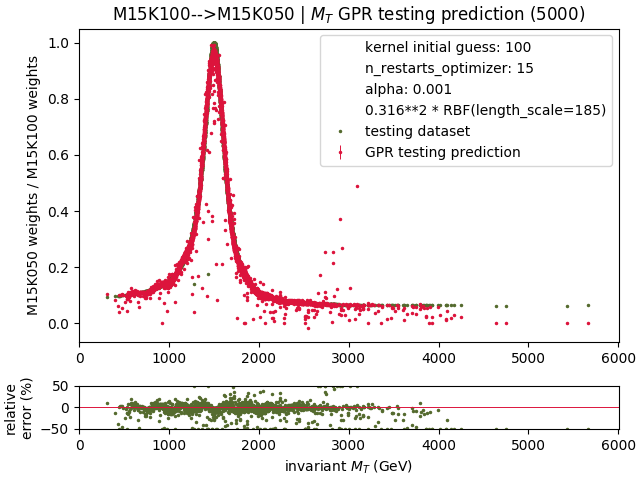 M15K100-->M15K050 | M_T GPR testing prediction (5000)
M15K050 weights / M15K100 weights
1.0
0.8
0.6
0.4
0.2
0.0
kernel initial guess: 100
n_restarts_optimizer: 15
alpha: 0.001
0.316**2 * RBF(length_scale=185)
testing dataset
GPR testing prediction
0 1000 2000 3000 4000 5000 6000
relative
error (%)
50
0
−50
0 1000 2000 3000 4000 5000 6000
invariant M_T (GeV)